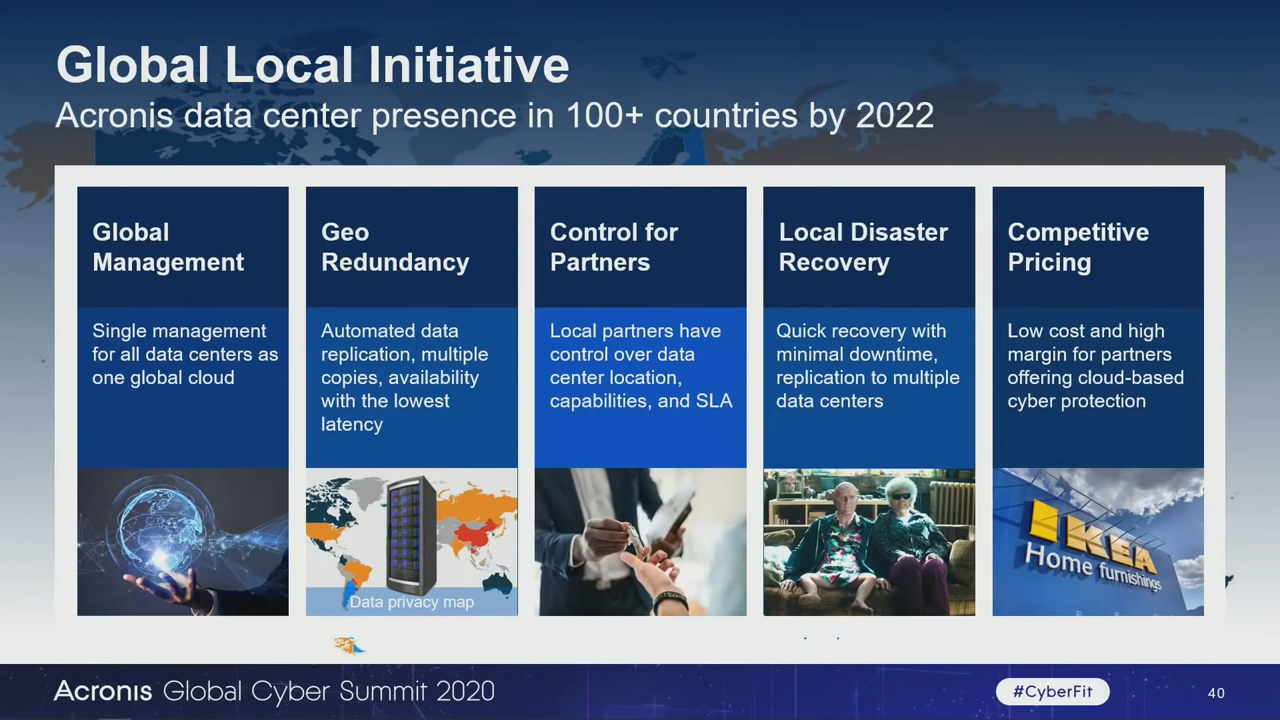 Global Local Initiative
Acronis data center presence in 100+ countries by 2022
Global
Management
Single management
for all data centers as
one global cloud
Geo
Redundancy
Automated data
replication, multiple
copies, availability
with the lowest
latency
Data privacy map
Control for
Partners
Local partners have
control over data
center location,
capabilities, and SLA
Local Disaster
Recovery
Quick recovery with
minimal downtime,
replication to multiple
data centers
Competitive
Pricing
Low cost and high
margin for partners
offering cloud-based
cyber protection
IKEA
Home furnishings
Acronis Global Cyber Summit 2020
#CyberFit
40